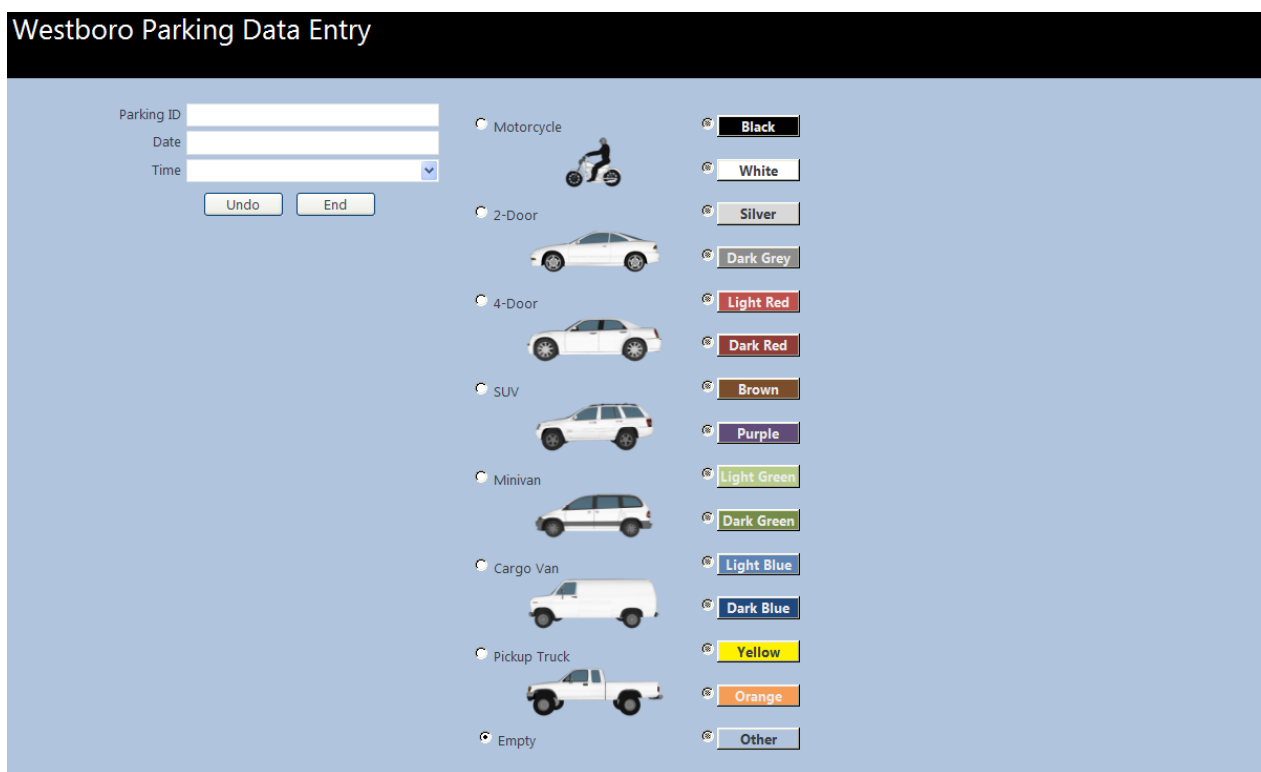 Westboro Parking Data Entry
Parking ID
Date
Time
Undo End
Motorcycle
2-Door
4-Door
SUV
Minivan
Cargo Van
Pickup Truck
Empty
Black
White
Silver
Dark Grey
Light Red
Dark Red
Brown
Purple
Light Green
Dark Green
Light Blue
Dark Blue
Yellow
Orange
Other